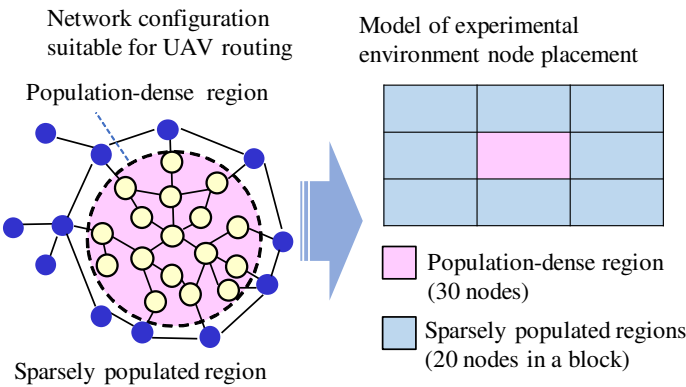 Network configuration
suitable for UAV routing
Population-dense region
Sparsely populated region
Model of experimental
environment node placement
Population-dense region
(30 nodes)
Sparsely populated regions
(20 nodes in a block)